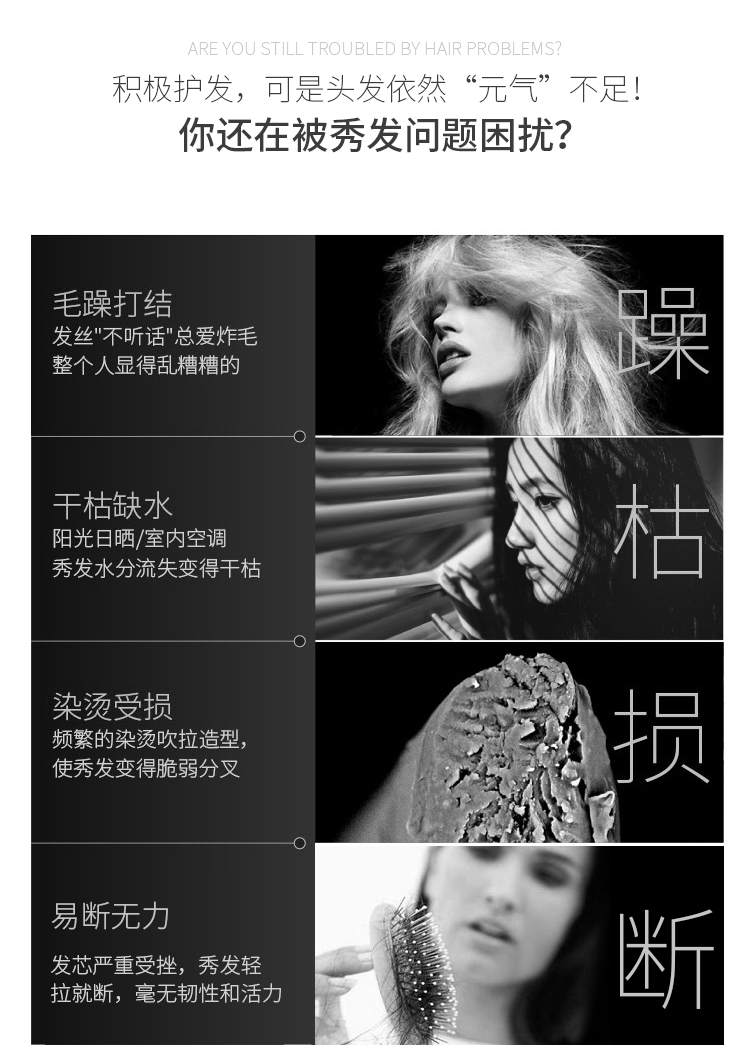 ARE YOU STILL TROUBLED BY HAIR PROBLEMS?
积极护发，可是头发依然“元气”不足！
你还在被秀发问题困扰？
毛躁打结
发丝"不听话"总爱炸毛
整个人显得乱糟糟的
躁
干枯缺水
阳光日晒/室内空调
秀发水分流失变得干枯
枯
染烫受损
频繁的染烫吹拉造型，
使秀发变得脆弱分叉
损
易断无力
发芯严重受挫，秀发轻
拉就断，毫无韧性和活力
断